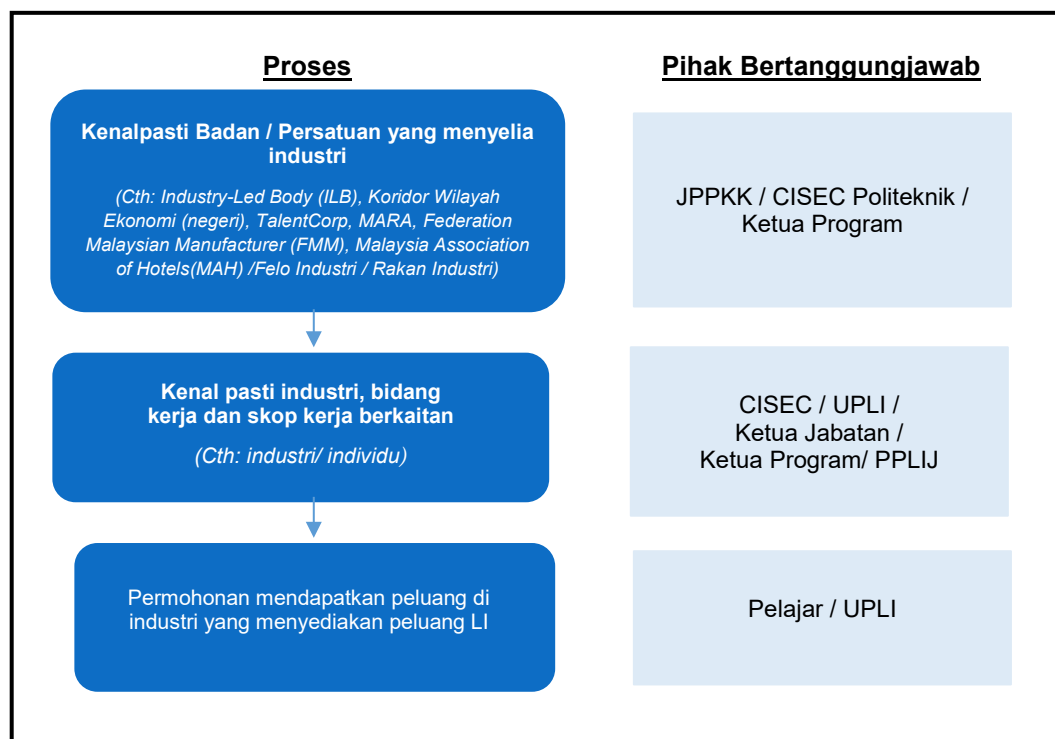 Proses
Pihak Bertanggungjawab
Kenalpasti Badan / Persatuan yang menyelia
industri
(Cth: Industry-Led Body (ILB), Koridor Wilayah
Ekonomi (negeri), TalentCorp, MARA, Federation
Malaysian Manufacturer (FMM), Malaysia Association
of Hotels(MAH) /Felo Industri / Rakan Industri)
JPPKK / CISEC Politeknik /
Ketua Program
Kenal pasti industri, bidang
kerja dan skop kerja berkaitan
(Cth: industri/ individu)
CISEC / UPLI /
Ketua Jabatan /
Ketua Program/ PPLIJ
Permohonan mendapatkan peluang di
industri yang menyediakan peluang LI
Pelajar / UPLI